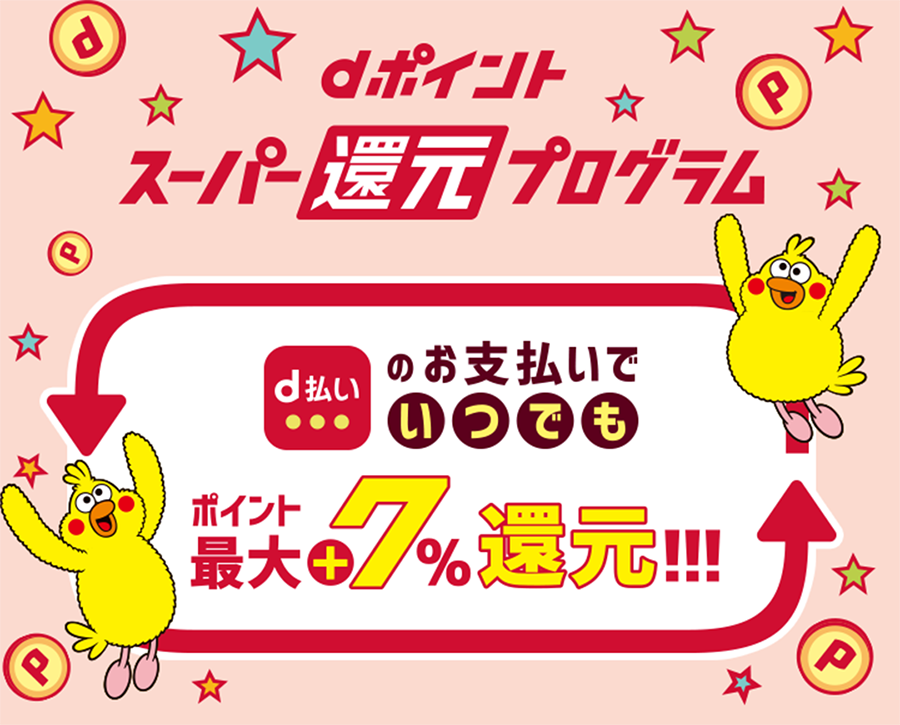 dポイント
スーパー還元プログラム
d払い
のお支払いで
いつでも
ポイント
最大+7%還元!!!
d
P
P
P
P